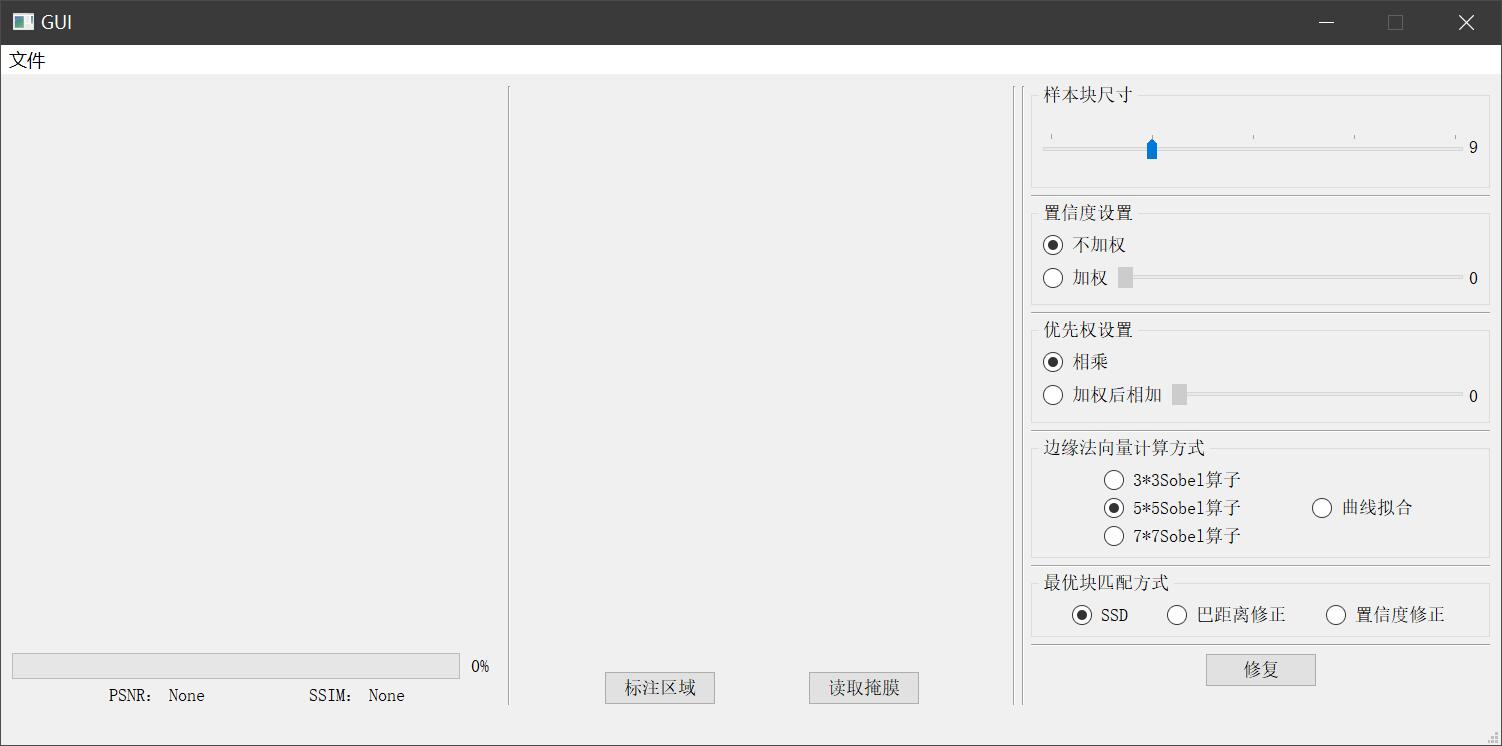 GUI
文件
0%
PSNR： None SSIM： None
标注区域 读取掩膜
样本块尺寸
9
置信度设置
不加权
加权 0
优先权设置
相乘
加权后相加 0
边缘法向量计算方式
3*3Sobel算子
5*5Sobel算子 曲线拟合
7*7Sobel算子
最优块匹配方式
SSD 巴距离修正 置信度修正
修复